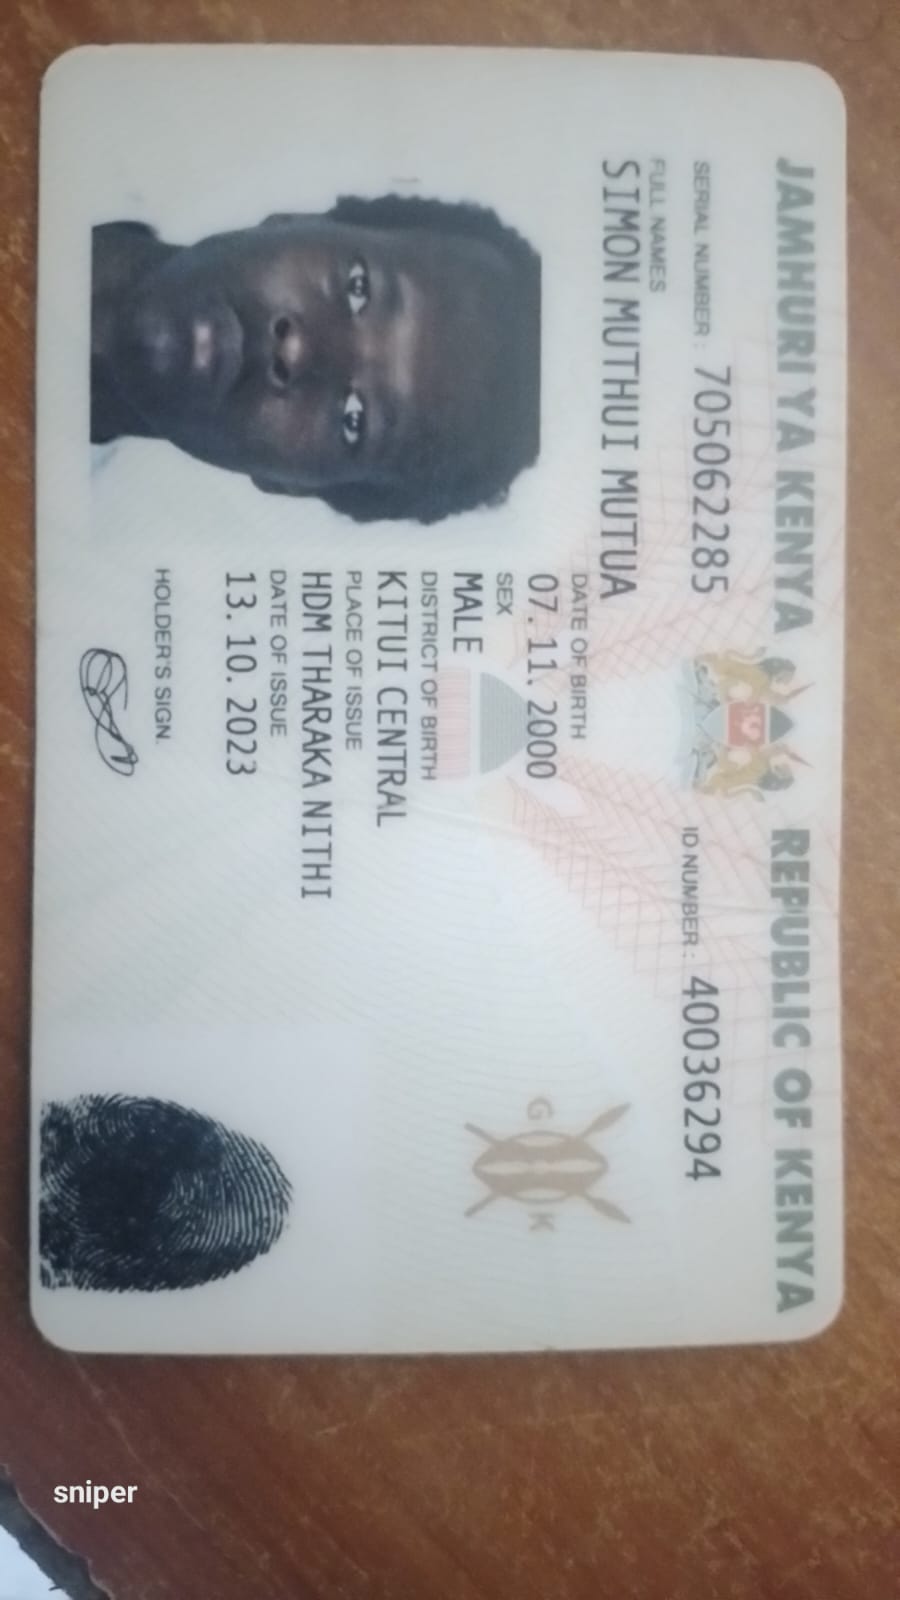 JAMHURI YA KENYA REPUBLIC OF KENYA
SERIAL NUMBER: 705062285 ID NUMBER: 40036294
FULL NAMES
SIMON MUTHUI MUTUA
DATE OF BIRTH
07. 11. 2000
SEX
MALE
DISTRICT OF BIRTH
KITUI CENTRAL
PLACE OF ISSUE
HDM THARAKA NITHI
DATE OF ISSUE
13. 10. 2023
HOLDER'S SIGN.
G K
sniper